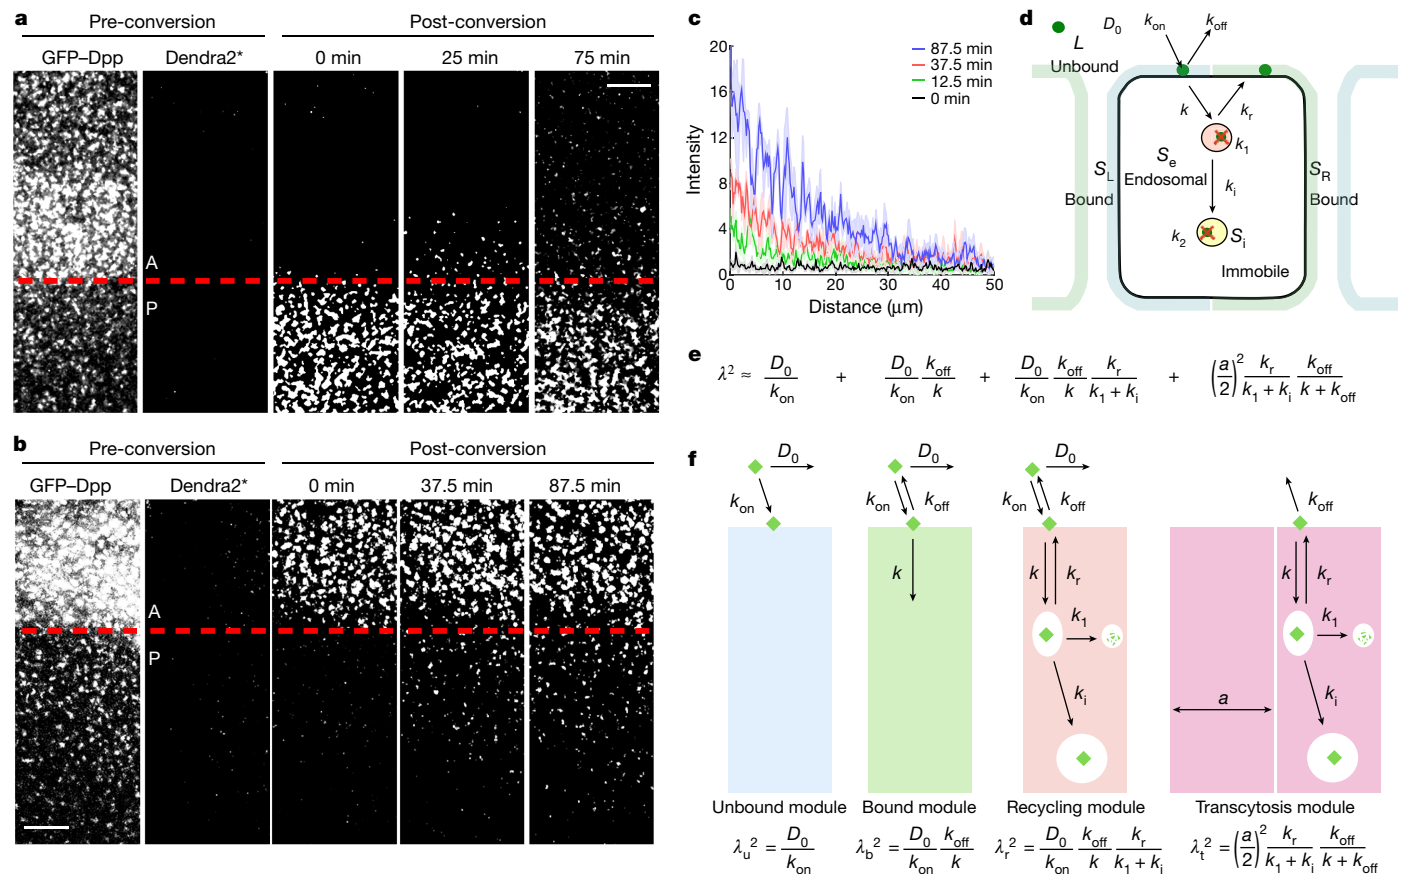 a
Pre-conversion
Post-conversion
GFP–Dpp
Dendra2*
0 min
25 min
75 min
A
P
b
Pre-conversion
Post-conversion
GFP–Dpp
Dendra2*
0 min
37.5 min
87.5 min
A
P
c
Intensity
20
16
12
8
4
0
87.5 min
37.5 min
12.5 min
0 min
0 10 20 30 40 50
Distance (μm)
d
L
D₀
kon
koff
Unbound
k
kr
k₁
Se
Endosomal
SL
Bound
SR
Bound
ki
k₂
Si
Immobile
e
λ² ≈ D₀/kon + D₀/kon koff/k + D₀/kon koff/k kr/(k₁ + ki) + (a/2)² kr/(k₁ + ki) koff/(k + koff)
f
D₀
kon
D₀
kon
koff
k
D₀
kon
koff
k
kr
k₁
ki
koff
k
kr
k₁
ki
a
Unbound module
Bound module
Recycling module
Transcytosis module
λu² = D₀/kon
λb² = D₀/kon koff/k
λr² = D₀/kon koff/k kr/(k₁ + ki)
λt² = (a/2)² kr/(k₁ + ki) koff/(k + koff)